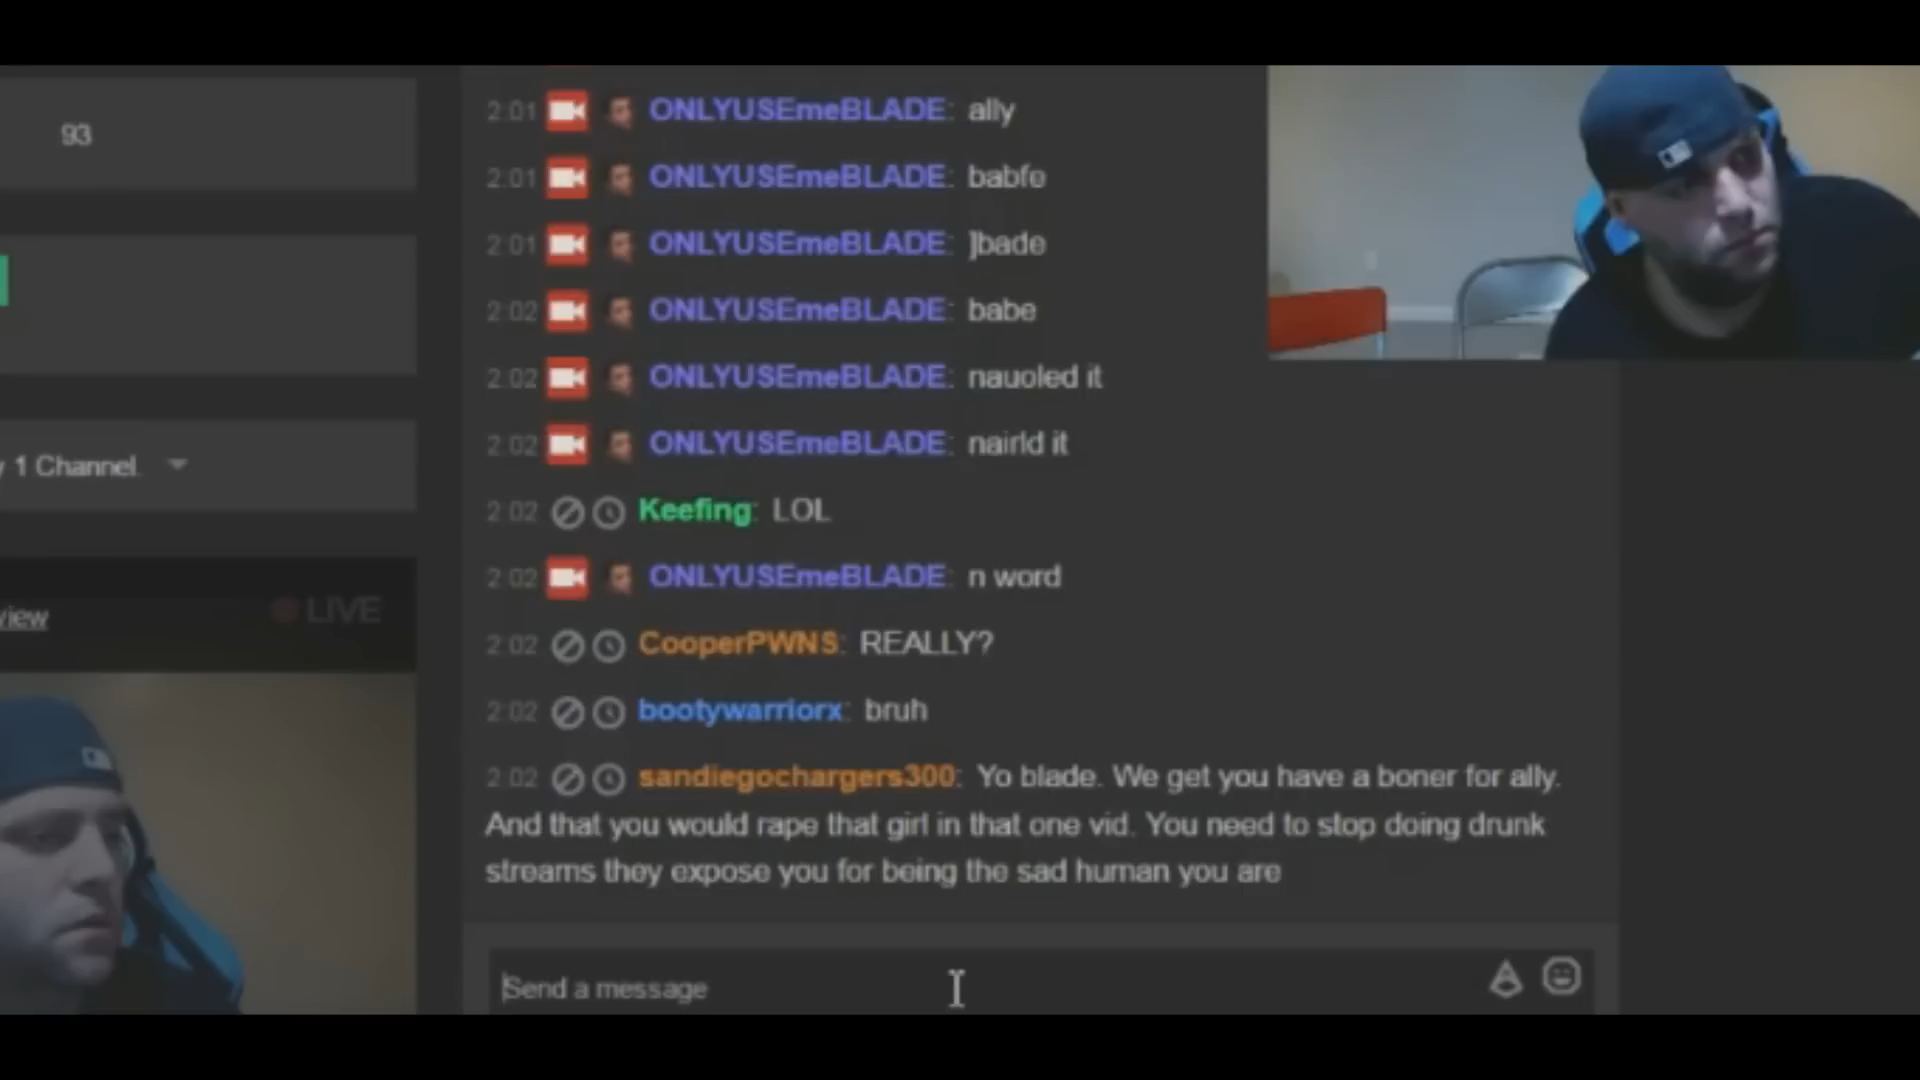 93
y 1 Channel.
view
LIVE
2:01 ONLYUSEmeBLADE: ally
2:01 ONLYUSEmeBLADE: babfe
2:01 ONLYUSEmeBLADE: ]bade
2:02 ONLYUSEmeBLADE: babe
2:02 ONLYUSEmeBLADE: nauoled it
2:02 ONLYUSEmeBLADE: nairld it
2:02 Keefing: LOL
2:02 ONLYUSEmeBLADE: n word
2:02 CooperPWNS: REALLY?
2:02 bootywarriorx: bruh
2:02 sandiegochargers300: Yo blade. We get you have a boner for ally.
And that you would rape that girl in that one vid. You need to stop doing drunk
streams they expose you for being the sad human you are
Send a message